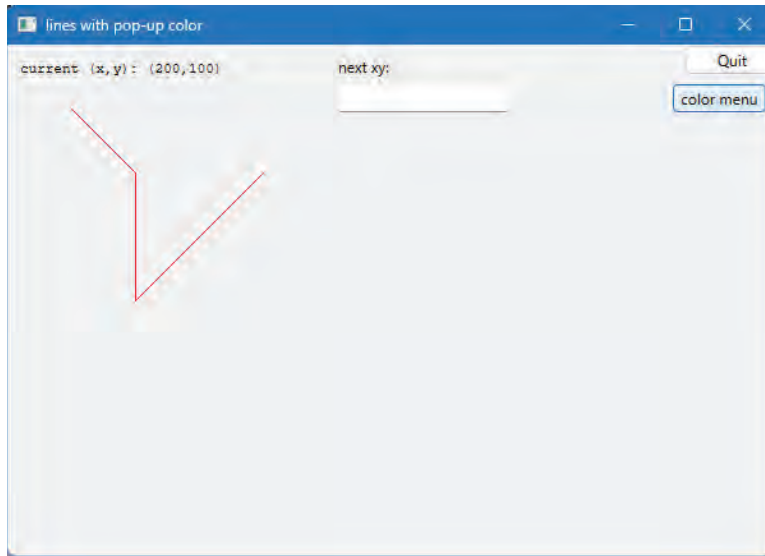 lines with pop-up color
current (x,y): (200,100)
next xy:
Quit
color menu